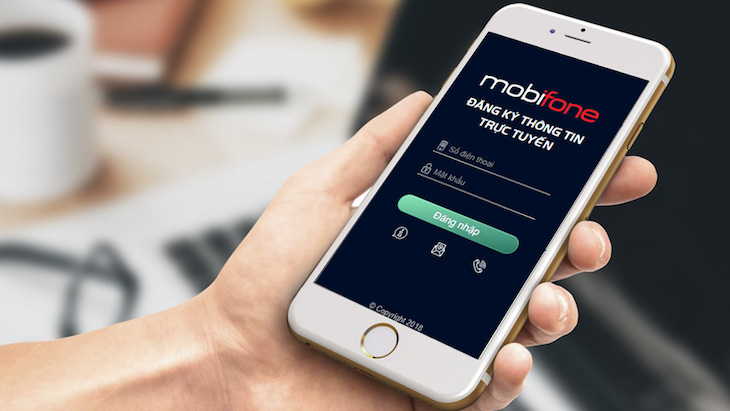 mobifone
ĐĂNG KÝ THÔNG TIN
TRỰC TUYẾN
Số điện thoại
Mật khẩu
Đăng nhập
© Copyright 2018